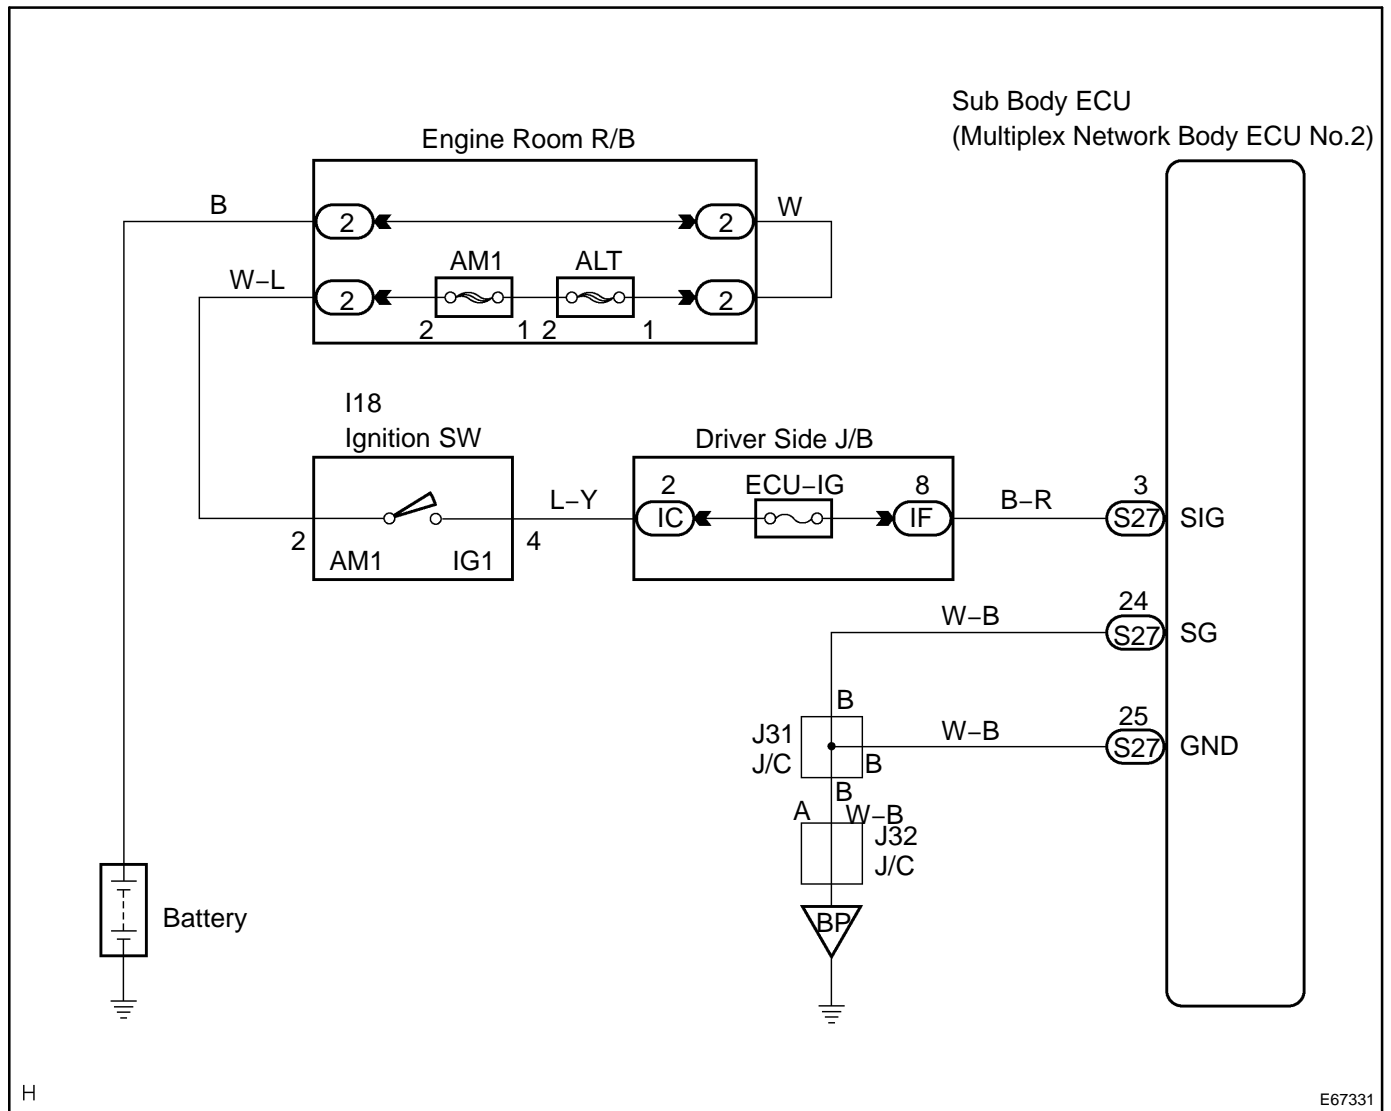 Sub Body ECU
(Multiplex Network Body ECU No.2)
Engine Room R/B
B
2
2
W
W–L
AM1
ALT
2
2
2
1
2
1
I18
Ignition SW
Driver Side J/B
2
ECU–IG
8
3
L–Y
IC
IF
B–R
S27
SIG
2
AM1
IG1
4
24
W–B
S27
SG
B
25
J31
J/C
W–B
B
S27
GND
B
A
W–B
J32
J/C
BP
Battery
H
E67331